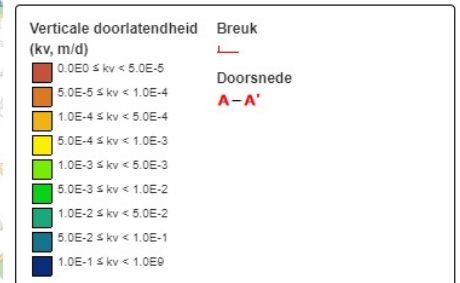 Verticale doorlatendheid
(kv, m/d)
0.0E0 ≤ kv < 5.0E-5
5.0E-5 ≤ kv < 1.0E-4
1.0E-4 ≤ kv < 5.0E-4
5.0E-4 ≤ kv < 1.0E-3
1.0E-3 ≤ kv < 5.0E-3
5.0E-3 ≤ kv < 1.0E-2
1.0E-2 ≤ kv < 5.0E-2
5.0E-2 ≤ kv < 1.0E-1
1.0E-1 ≤ kv < 1.0E9
Breuk
Doorsnede
A–A'